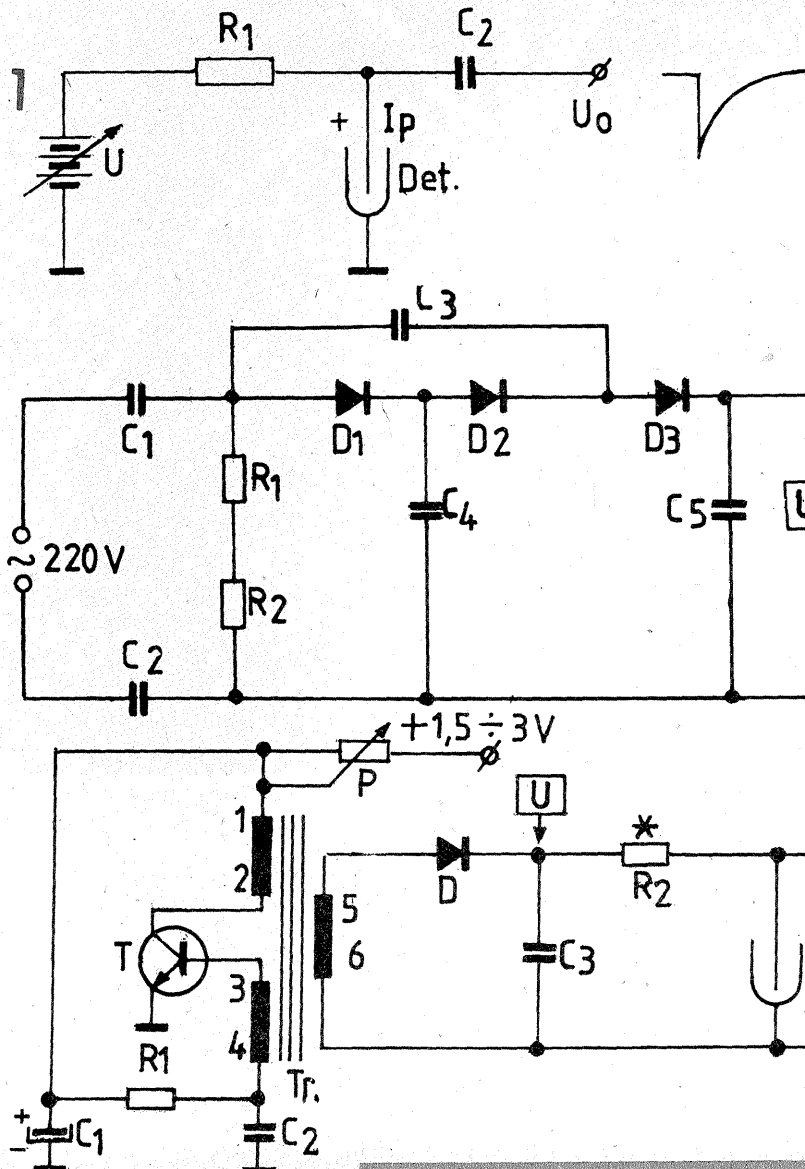 1
R1
C2
U
+ Ip
Det.
Uo
C3
C1
D1
D2
D3
R1
C4
C5
U
~ 220 V
R2
C2
+1,5 ÷ 3V
P
1
2
U
*
D
R2
5
6
T
C3
3
4
R1
Tr.
+
-
C1
C2